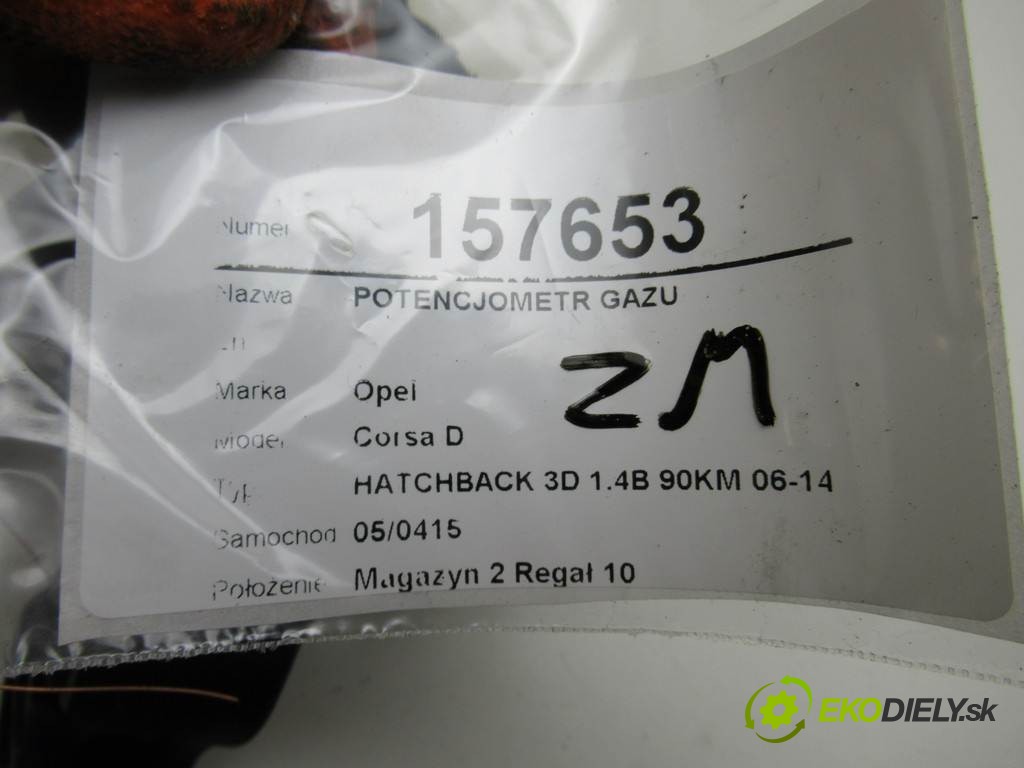 Numer 157653
Nazwa POTENCJOMETR GAZU
ZM
Marka Opel
Model Corsa D
Typ HATCHBACK 3D 1.4B 90KM 06-14
Samochod 05/0415
Położenie Magazyn 2 Regał 10
EKODIELY.sk